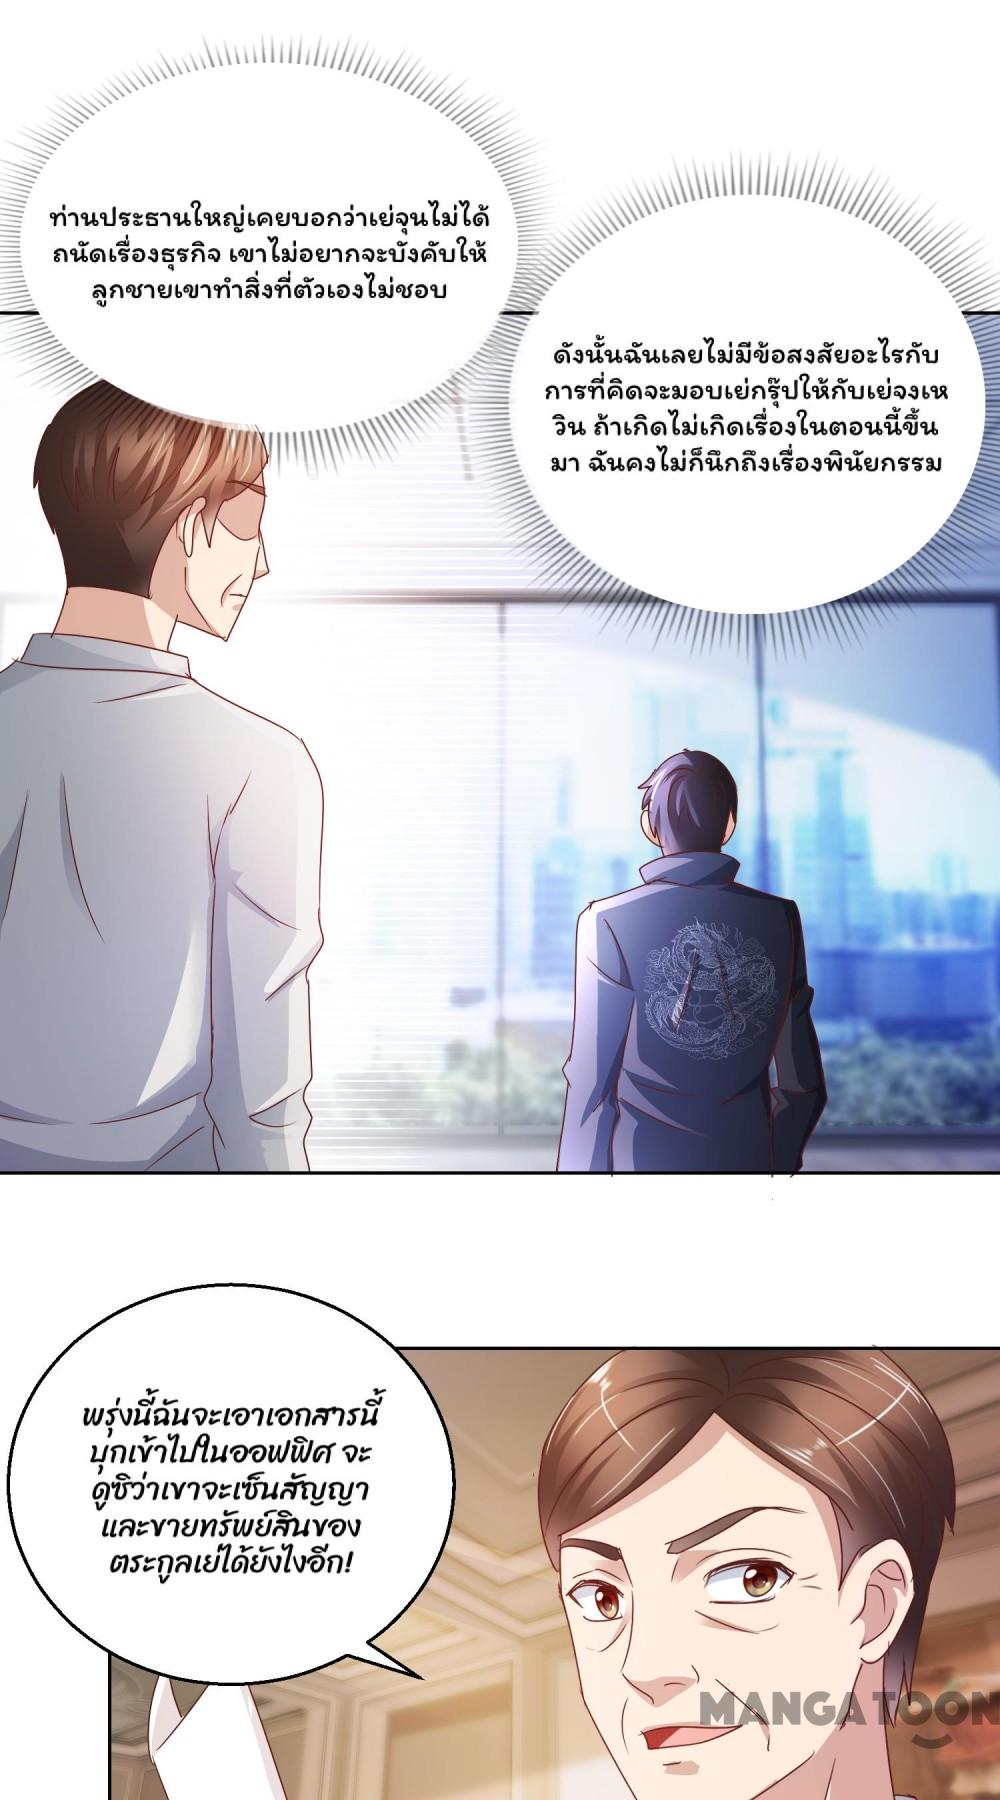 ท่านประธานใหญ่เคยบอกว่าเย่จุนไม่ได้
ถนัดเรื่องธุรกิจ เขาไม่อยากจะบังคับให้
ลูกชายเขาทำสิ่งที่ตัวเองไม่ชอบ
ดังนั้นฉันเลยไม่มีข้อสงสัยอะไรกับ
การที่คิดจะมอบเย่กรุ๊ปให้กับเย่จงเห
วิน ถ้าเกิดไม่เกิดเรื่องในตอนนี้ขึ้น
มา ฉันคงไม่ก็นึกถึงเรื่องพินัยกรรม
พรุ่งนี้ฉันจะเอาเอกสารนี้
บุกเข้าไปในออฟฟิศ จะ
ดูซิว่าเขาจะเซ็นสัญญา
และขายทรัพย์สินของ
ตระกูลเย่ได้ยังไงอีก!
MANGATOON